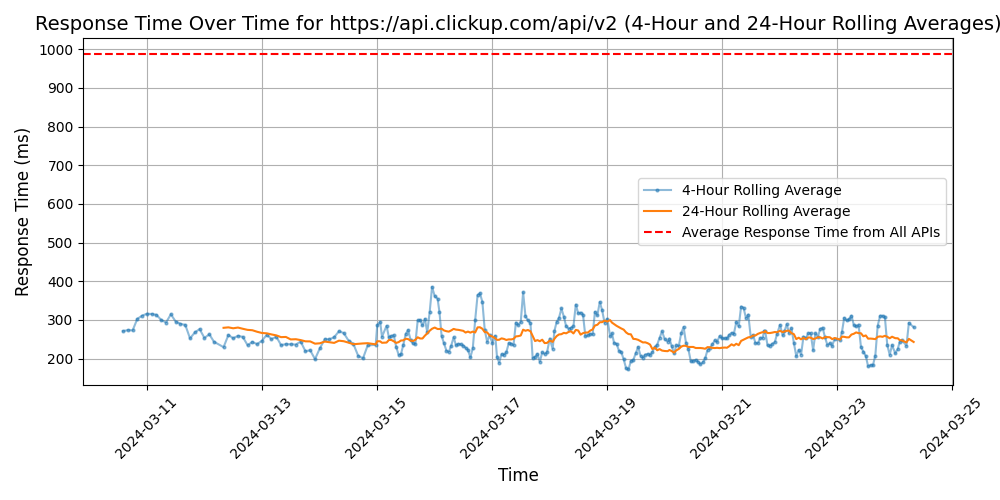 Response Time Over Time for https://api.clickup.com/api/v2 (4-Hour and 24-Hour Rolling Averages)
Response Time (ms)
1000
900
800
700
600
500
400
300
200
4-Hour Rolling Average
24-Hour Rolling Average
Average Response Time from All APIs
2024-03-11
2024-03-13
2024-03-15
2024-03-17
2024-03-19
2024-03-21
2024-03-23
2024-03-25
Time